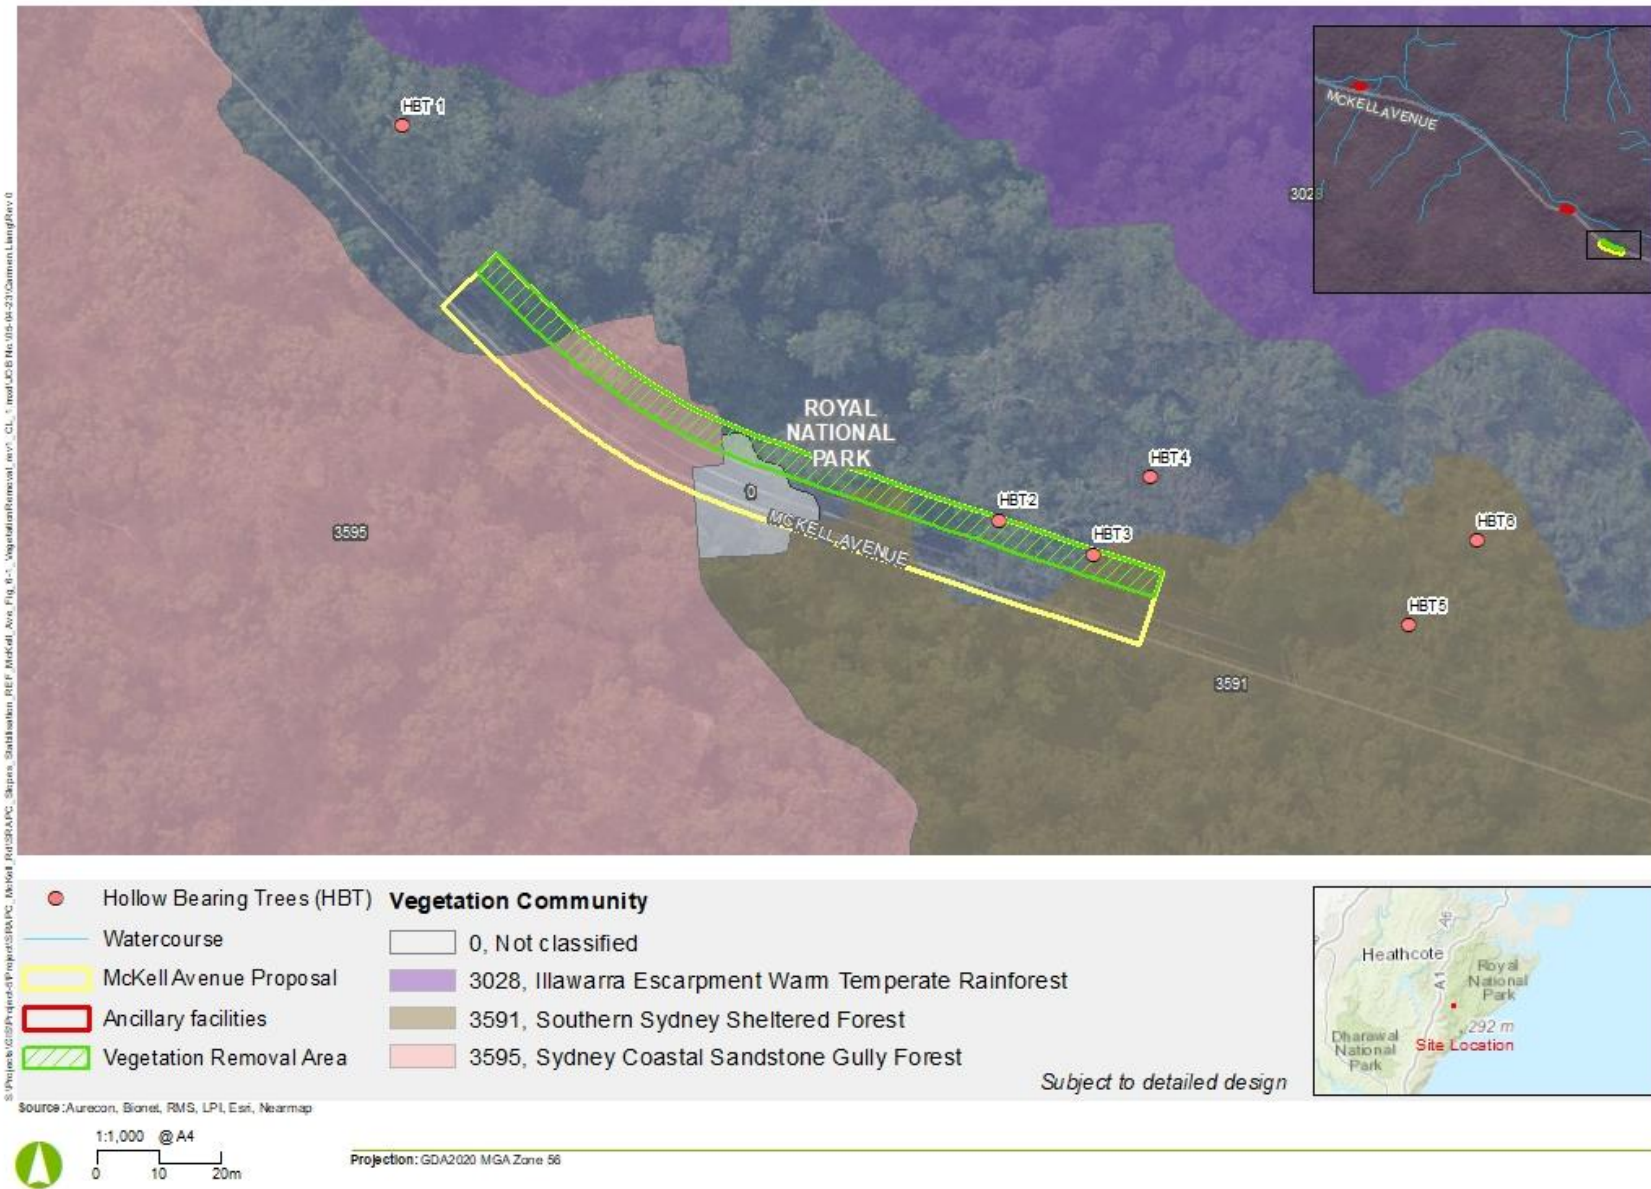 HBT 1
3028
MCKELL AVENUE
ROYAL
NATIONAL
PARK
HBT4
HBT2
0
MCKELL AVENUE
HBT3
HBT6
3595
HBT5
3591
Hollow Bearing Trees (HBT)
Watercourse
McKell Avenue Proposal
Ancillary facilities
Vegetation Removal Area
Vegetation Community
0, Not classified
3028, Illawarra Escarpment Warm Temperate Rainforest
3591, Southern Sydney Sheltered Forest
3595, Sydney Coastal Sandstone Gully Forest
Subject to detailed design
A6
Heathcote
A1
Royal
National
Park
292 m
Dharawal
National
Park
Site Location
Source: Aurecon, Bionet, RMS, LPI, Esri, Nearmap
1:1,000 @ A4
0 10 20m
Projection: GDA2020 MGA Zone 56